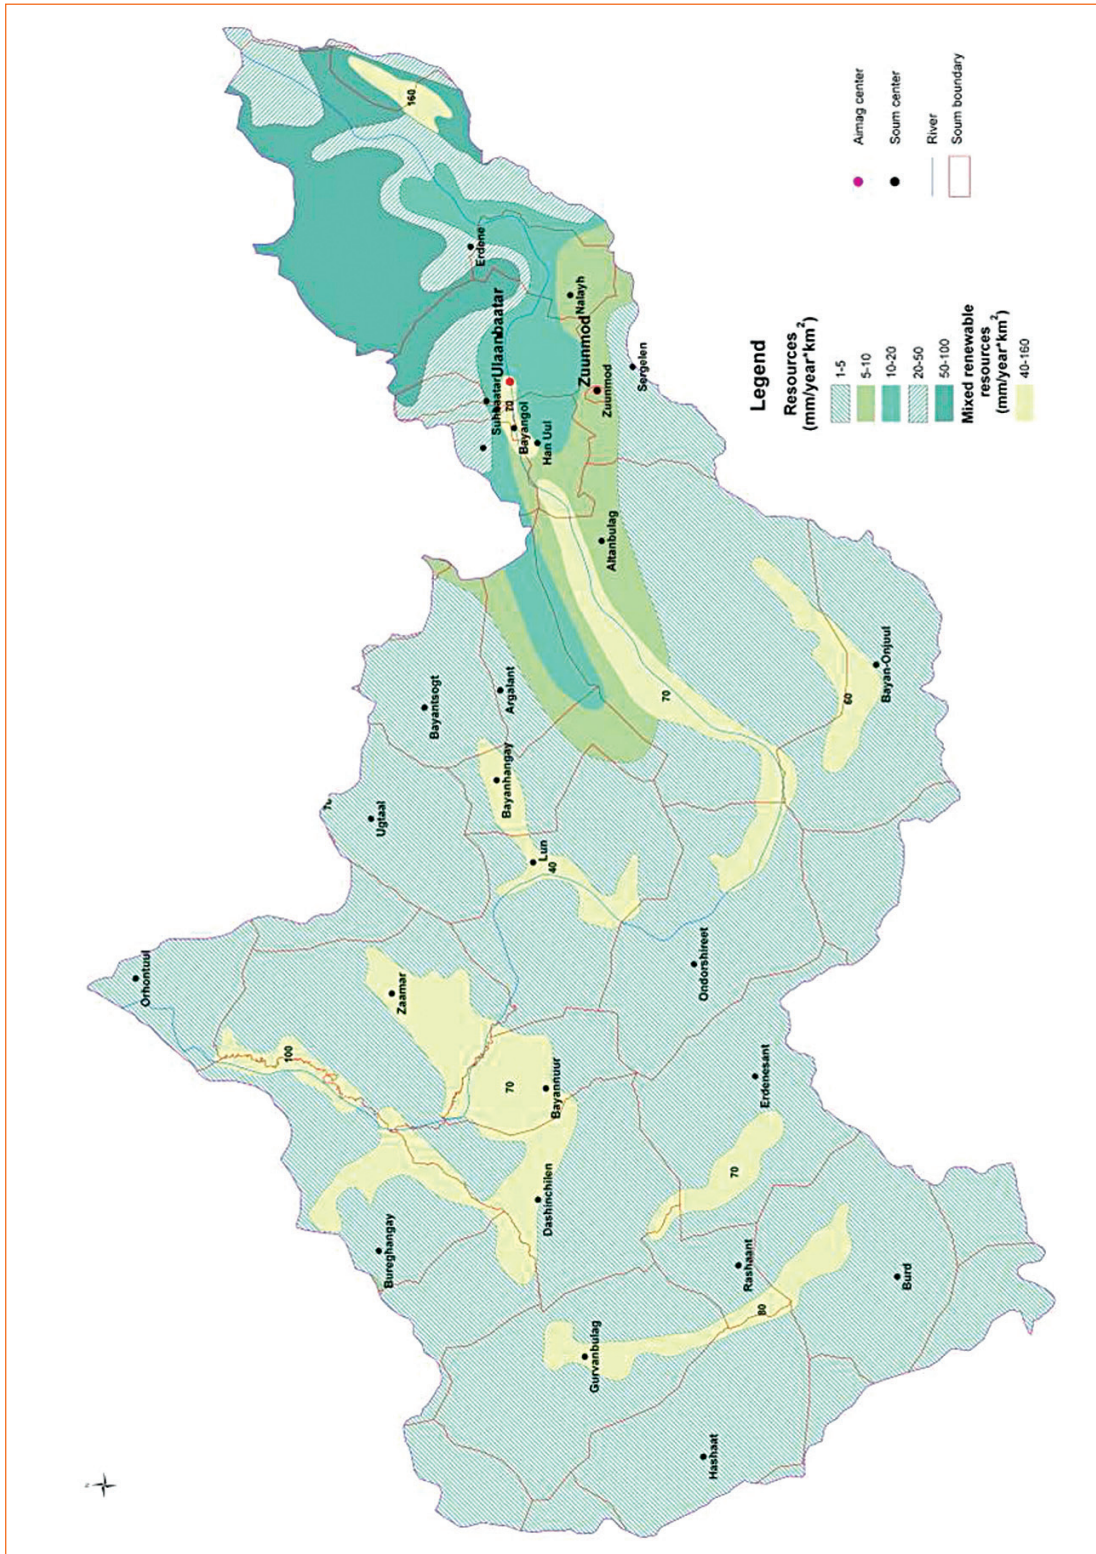 N
Orhontuul
100
Ugtaal
Bureghangay
Zaamar
160
Bayantsogt
Erdene
Suhbaatar
Ulaanbaatar
Bayanhangay
Argalant
70
70
Bayangol
Lun
Han Uul
Dashinchilen
40
Bayannuur
Nalayh
Zuunmod
Gurvanbulag
Zuunmod
Altanbulag
Sergelen
70
Ondorshireet
Hashaat
70
Rashaant
80
Erdenesant
60
Bayan-Onjuul
Burd
Legend
Resources
(mm/year*km²)
1-5
5-10
10-20
20-50
50-100
Mixed renewable
resources
(mm/year*km²)
40-160
Aimag center
Soum center
River
Soum boundary